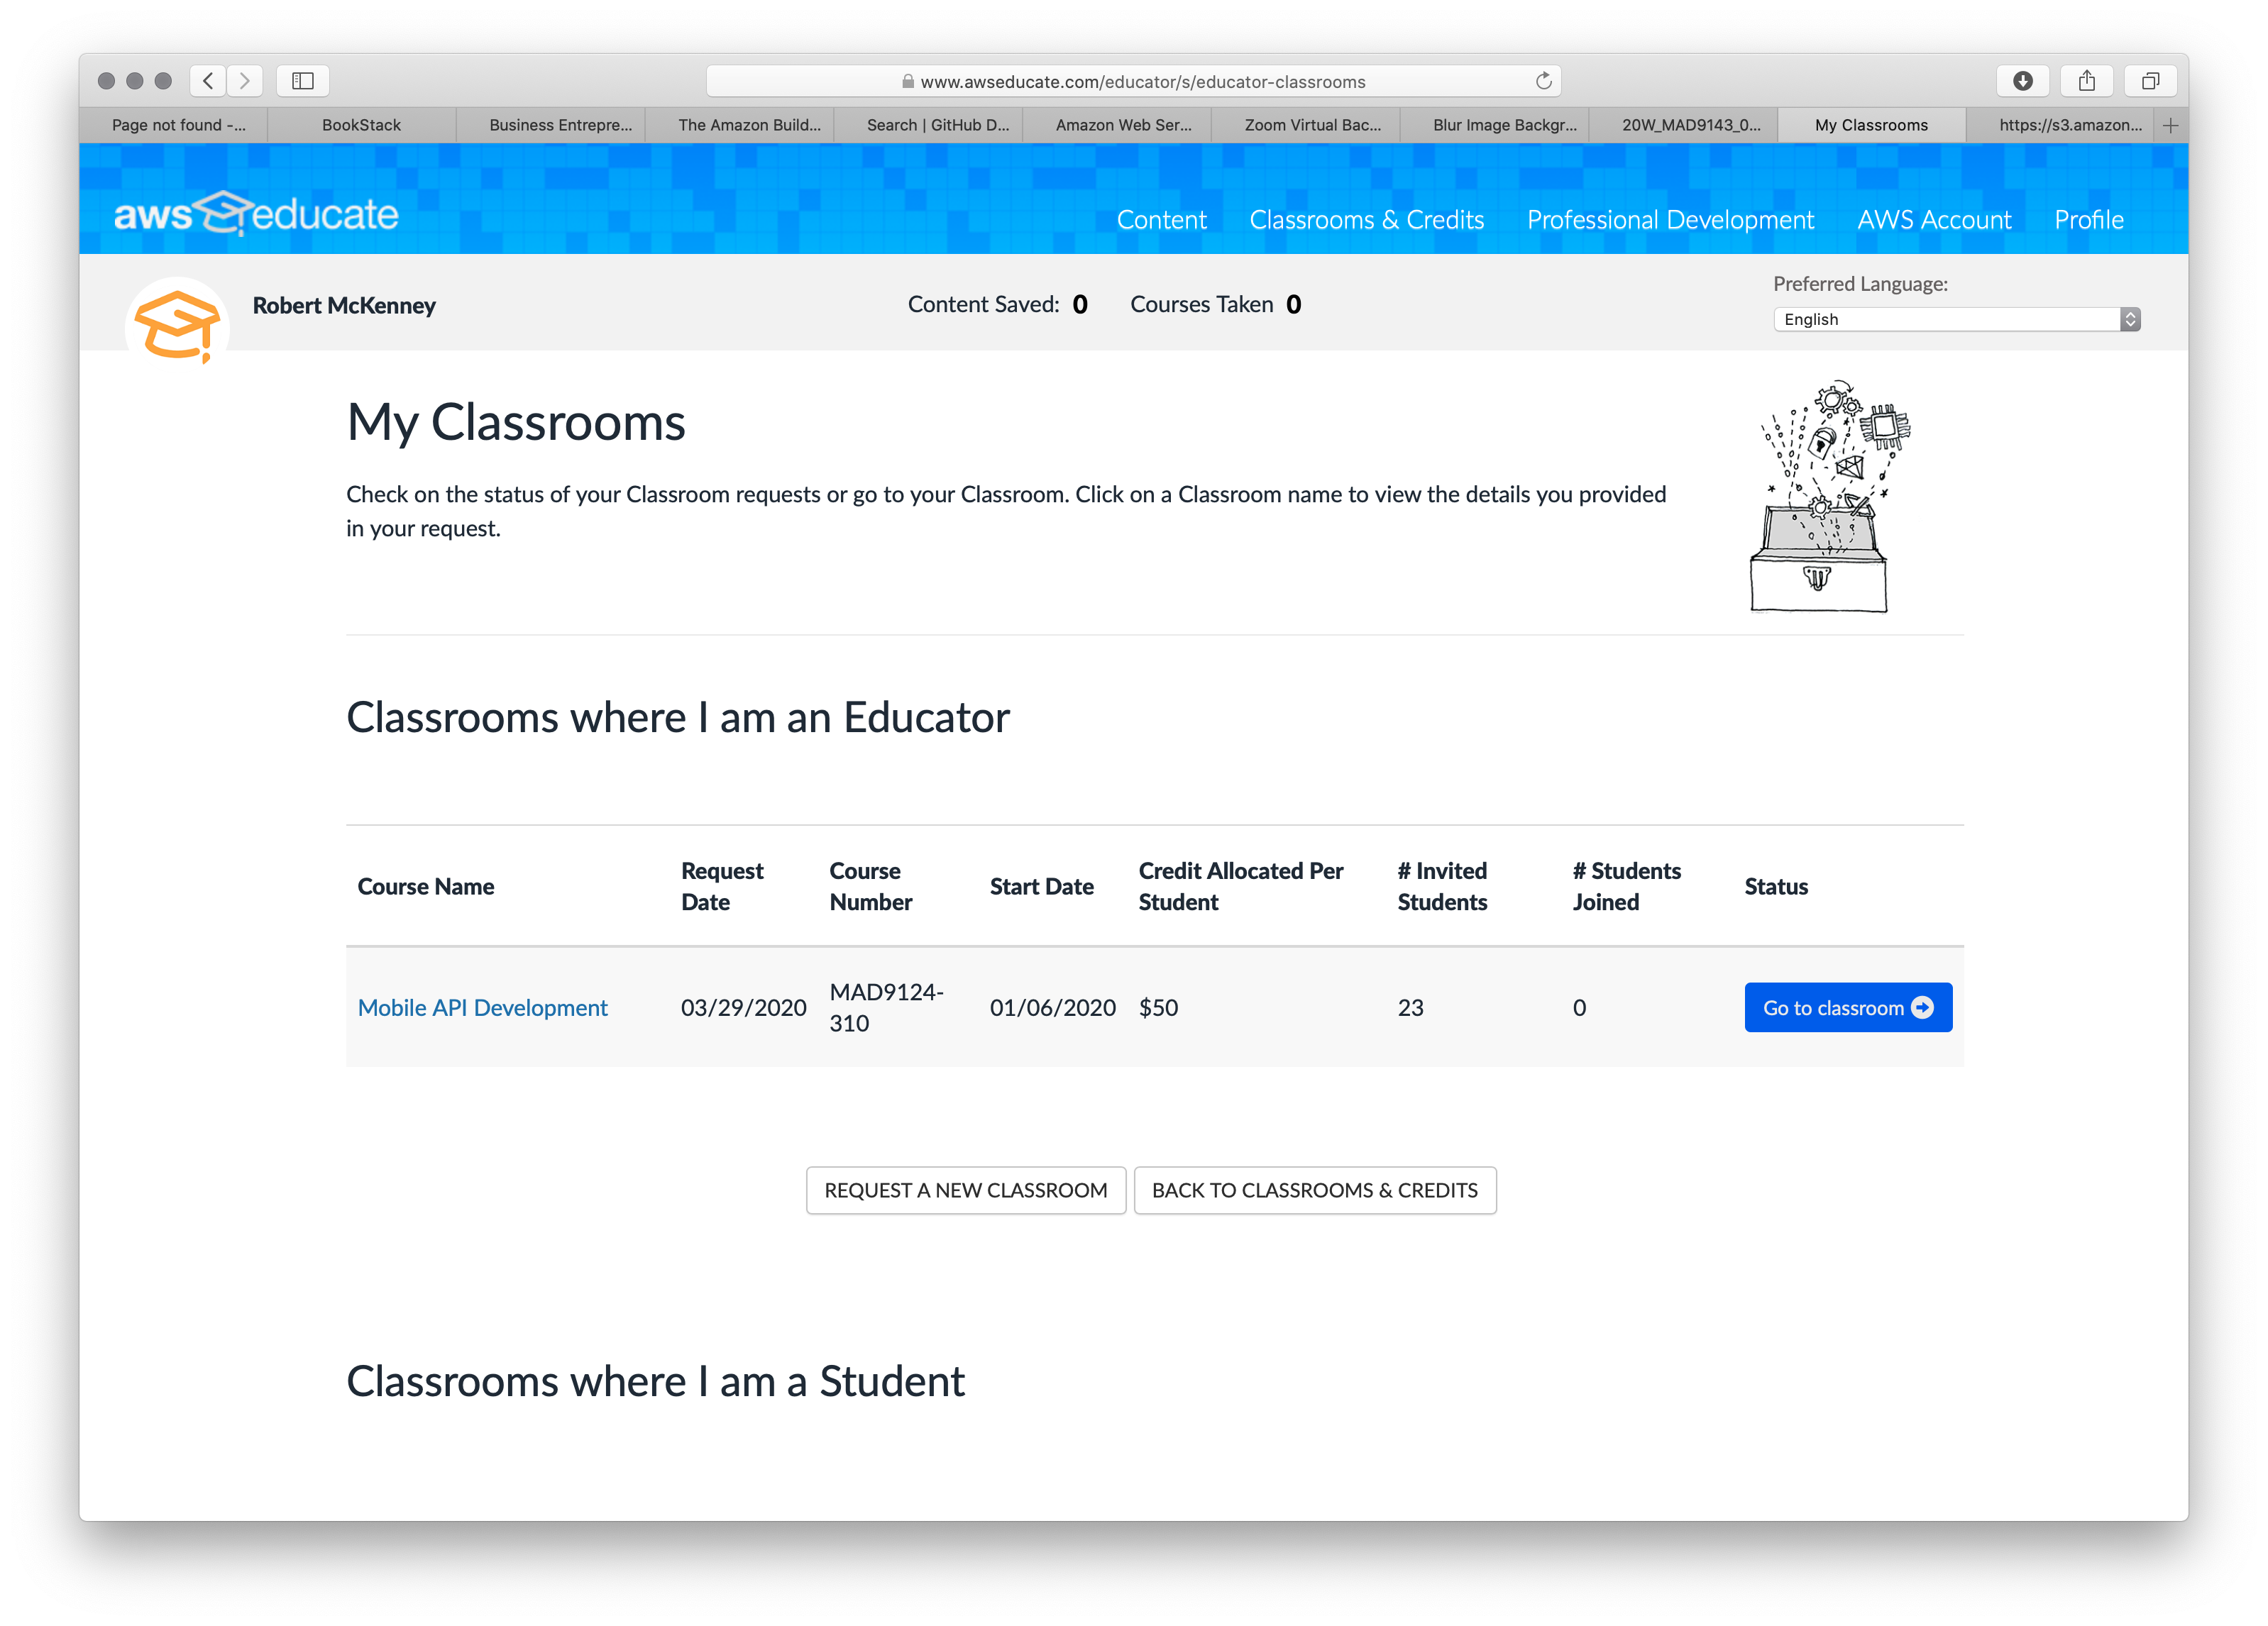 www.awseducate.com/educator/s/educator-classrooms
Page not found -... BookStack Business Entrepre... The Amazon Build... Search | GitHub D... Amazon Web Ser... Zoom Virtual Bac... Blur Image Backgr... 20W_MAD9143_0... My Classrooms https://s3.amazon...
aws educate
Content Classrooms & Credits Professional Development AWS Account Profile
Robert McKenney
Content Saved: 0 Courses Taken 0
Preferred Language:
English
My Classrooms
Check on the status of your Classroom requests or go to your Classroom. Click on a Classroom name to view the details you provided
in your request.
Classrooms where I am an Educator
Course Name Request Date Course Number Start Date Credit Allocated Per Student # Invited Students # Students Joined Status
Mobile API Development 03/29/2020 MAD9124-310 01/06/2020 $50 23 0 Go to classroom
REQUEST A NEW CLASSROOM BACK TO CLASSROOMS & CREDITS
Classrooms where I am a Student